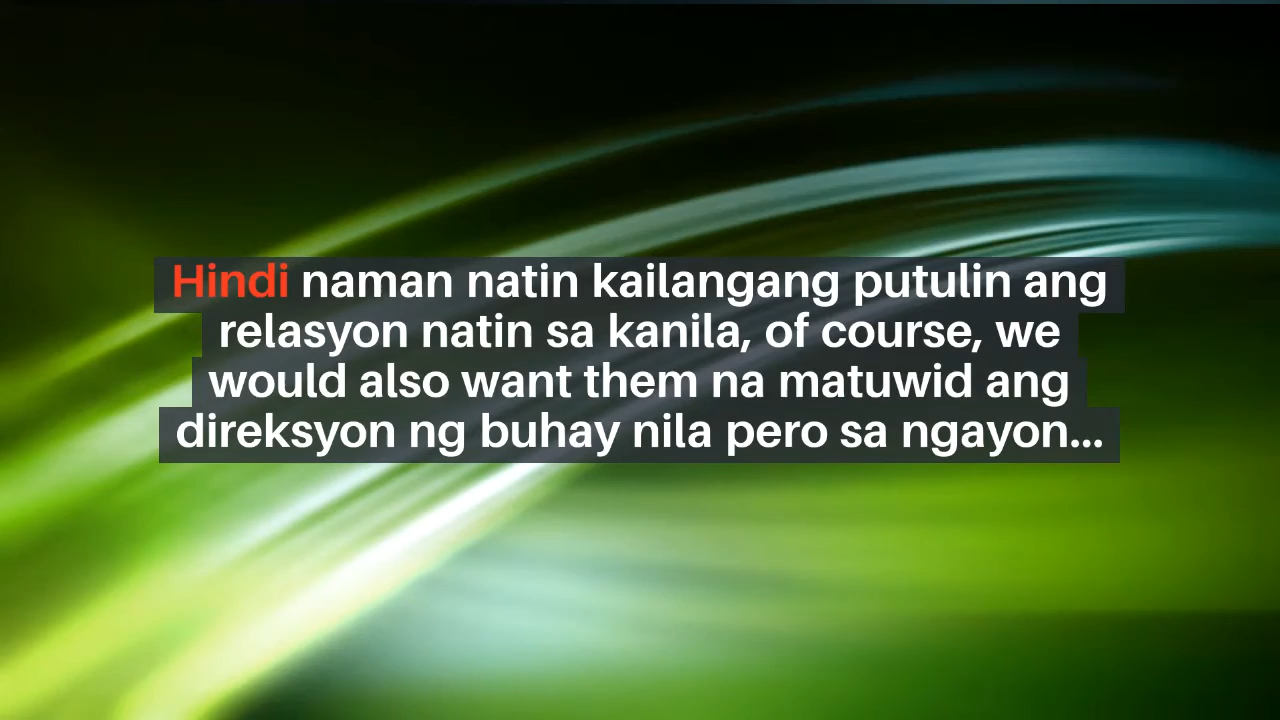 Hindi naman natin kailangang putulin ang
relasyon natin sa kanila, of course, we
would also want them na matuwid ang
direksyon ng buhay nila pero sa ngayon...